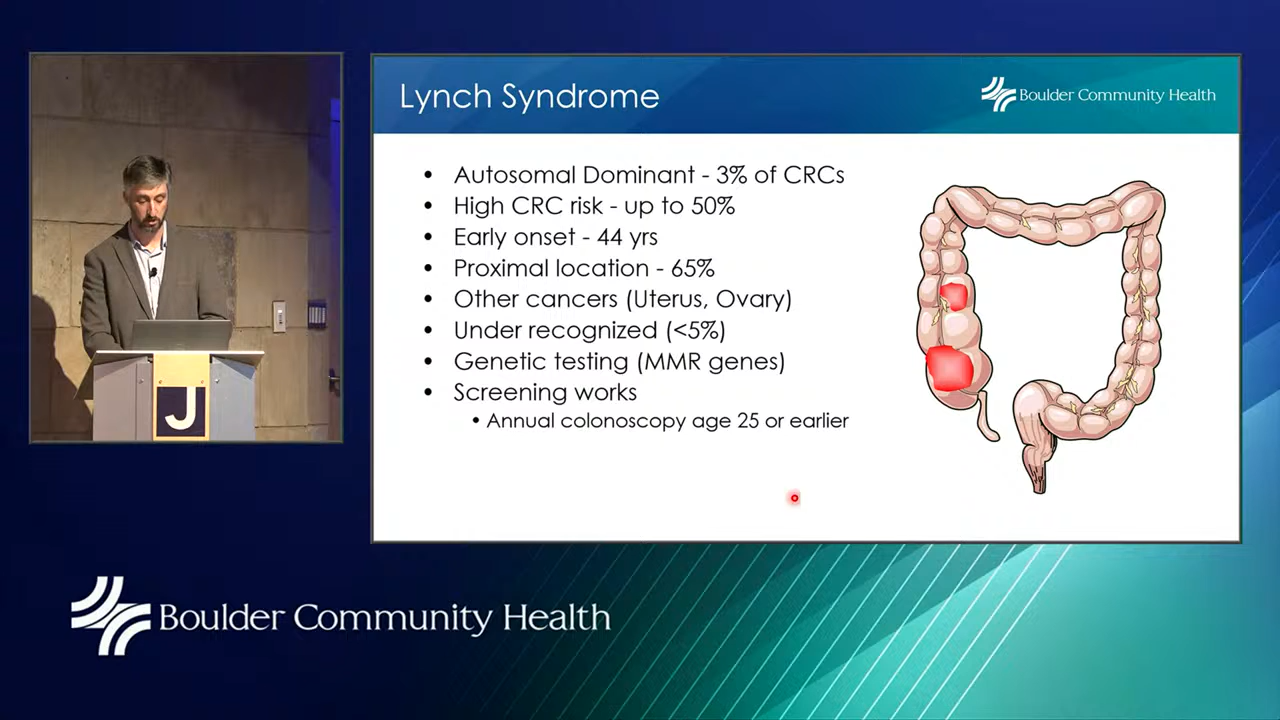 Lynch Syndrome
Boulder Community Health
• Autosomal Dominant - 3% of CRCs
• High CRC risk - up to 50%
• Early onset - 44 yrs
• Proximal location - 65%
• Other cancers (Uterus, Ovary)
• Under recognized (<5%)
• Genetic testing (MMR genes)
• Screening works
• Annual colonoscopy age 25 or earlier
J
Boulder Community Health